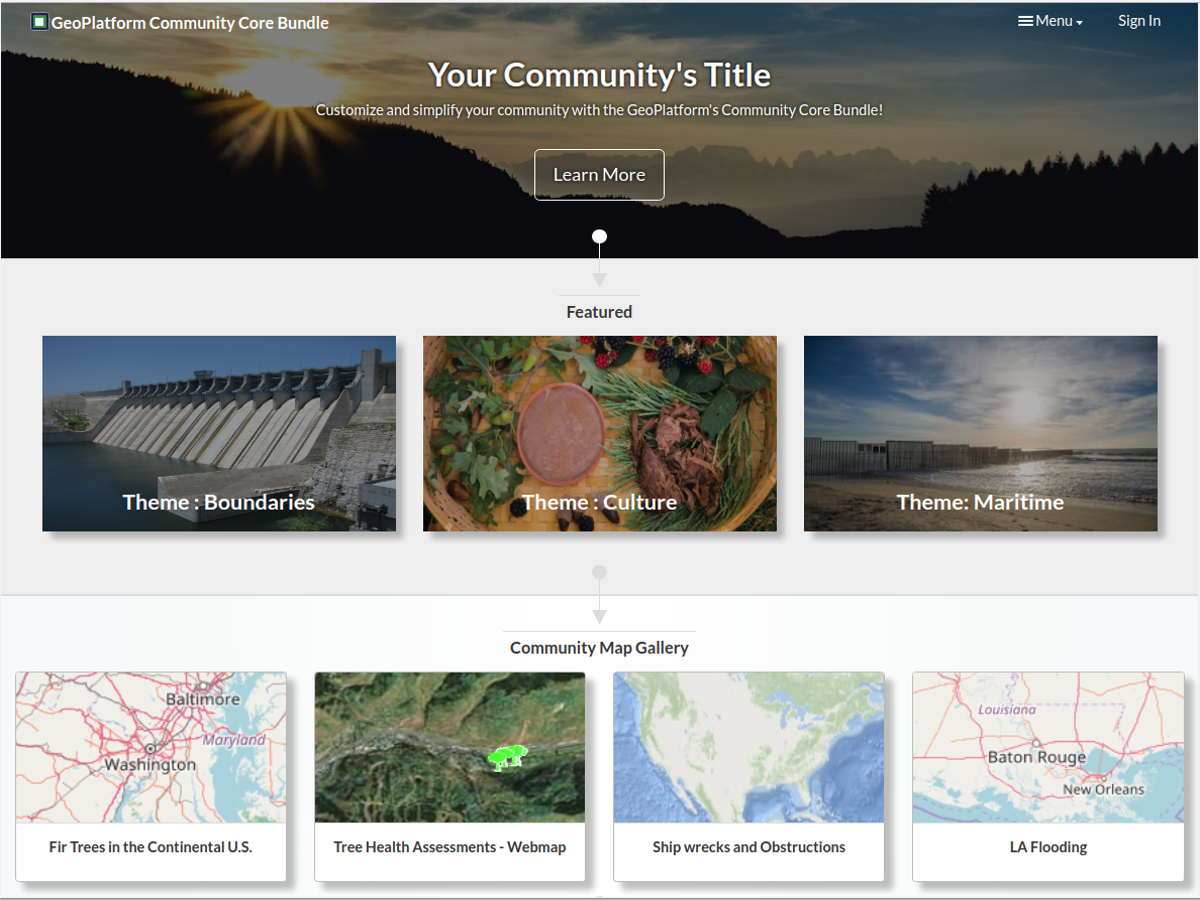 GeoPlatform Community Core Bundle
Menu
Sign In
Your Community's Title
Customize and simplify your community with the GeoPlatform's Community Core Bundle!
Learn More
Featured
Theme : Boundaries
Theme : Culture
Theme: Maritime
Community Map Gallery
Baltimore
Maryland
Washington
Louisiana
Baton Rouge
New Orleans
Fir Trees in the Continental U.S.
Tree Health Assessments - Webmap
Ship wrecks and Obstructions
LA Flooding